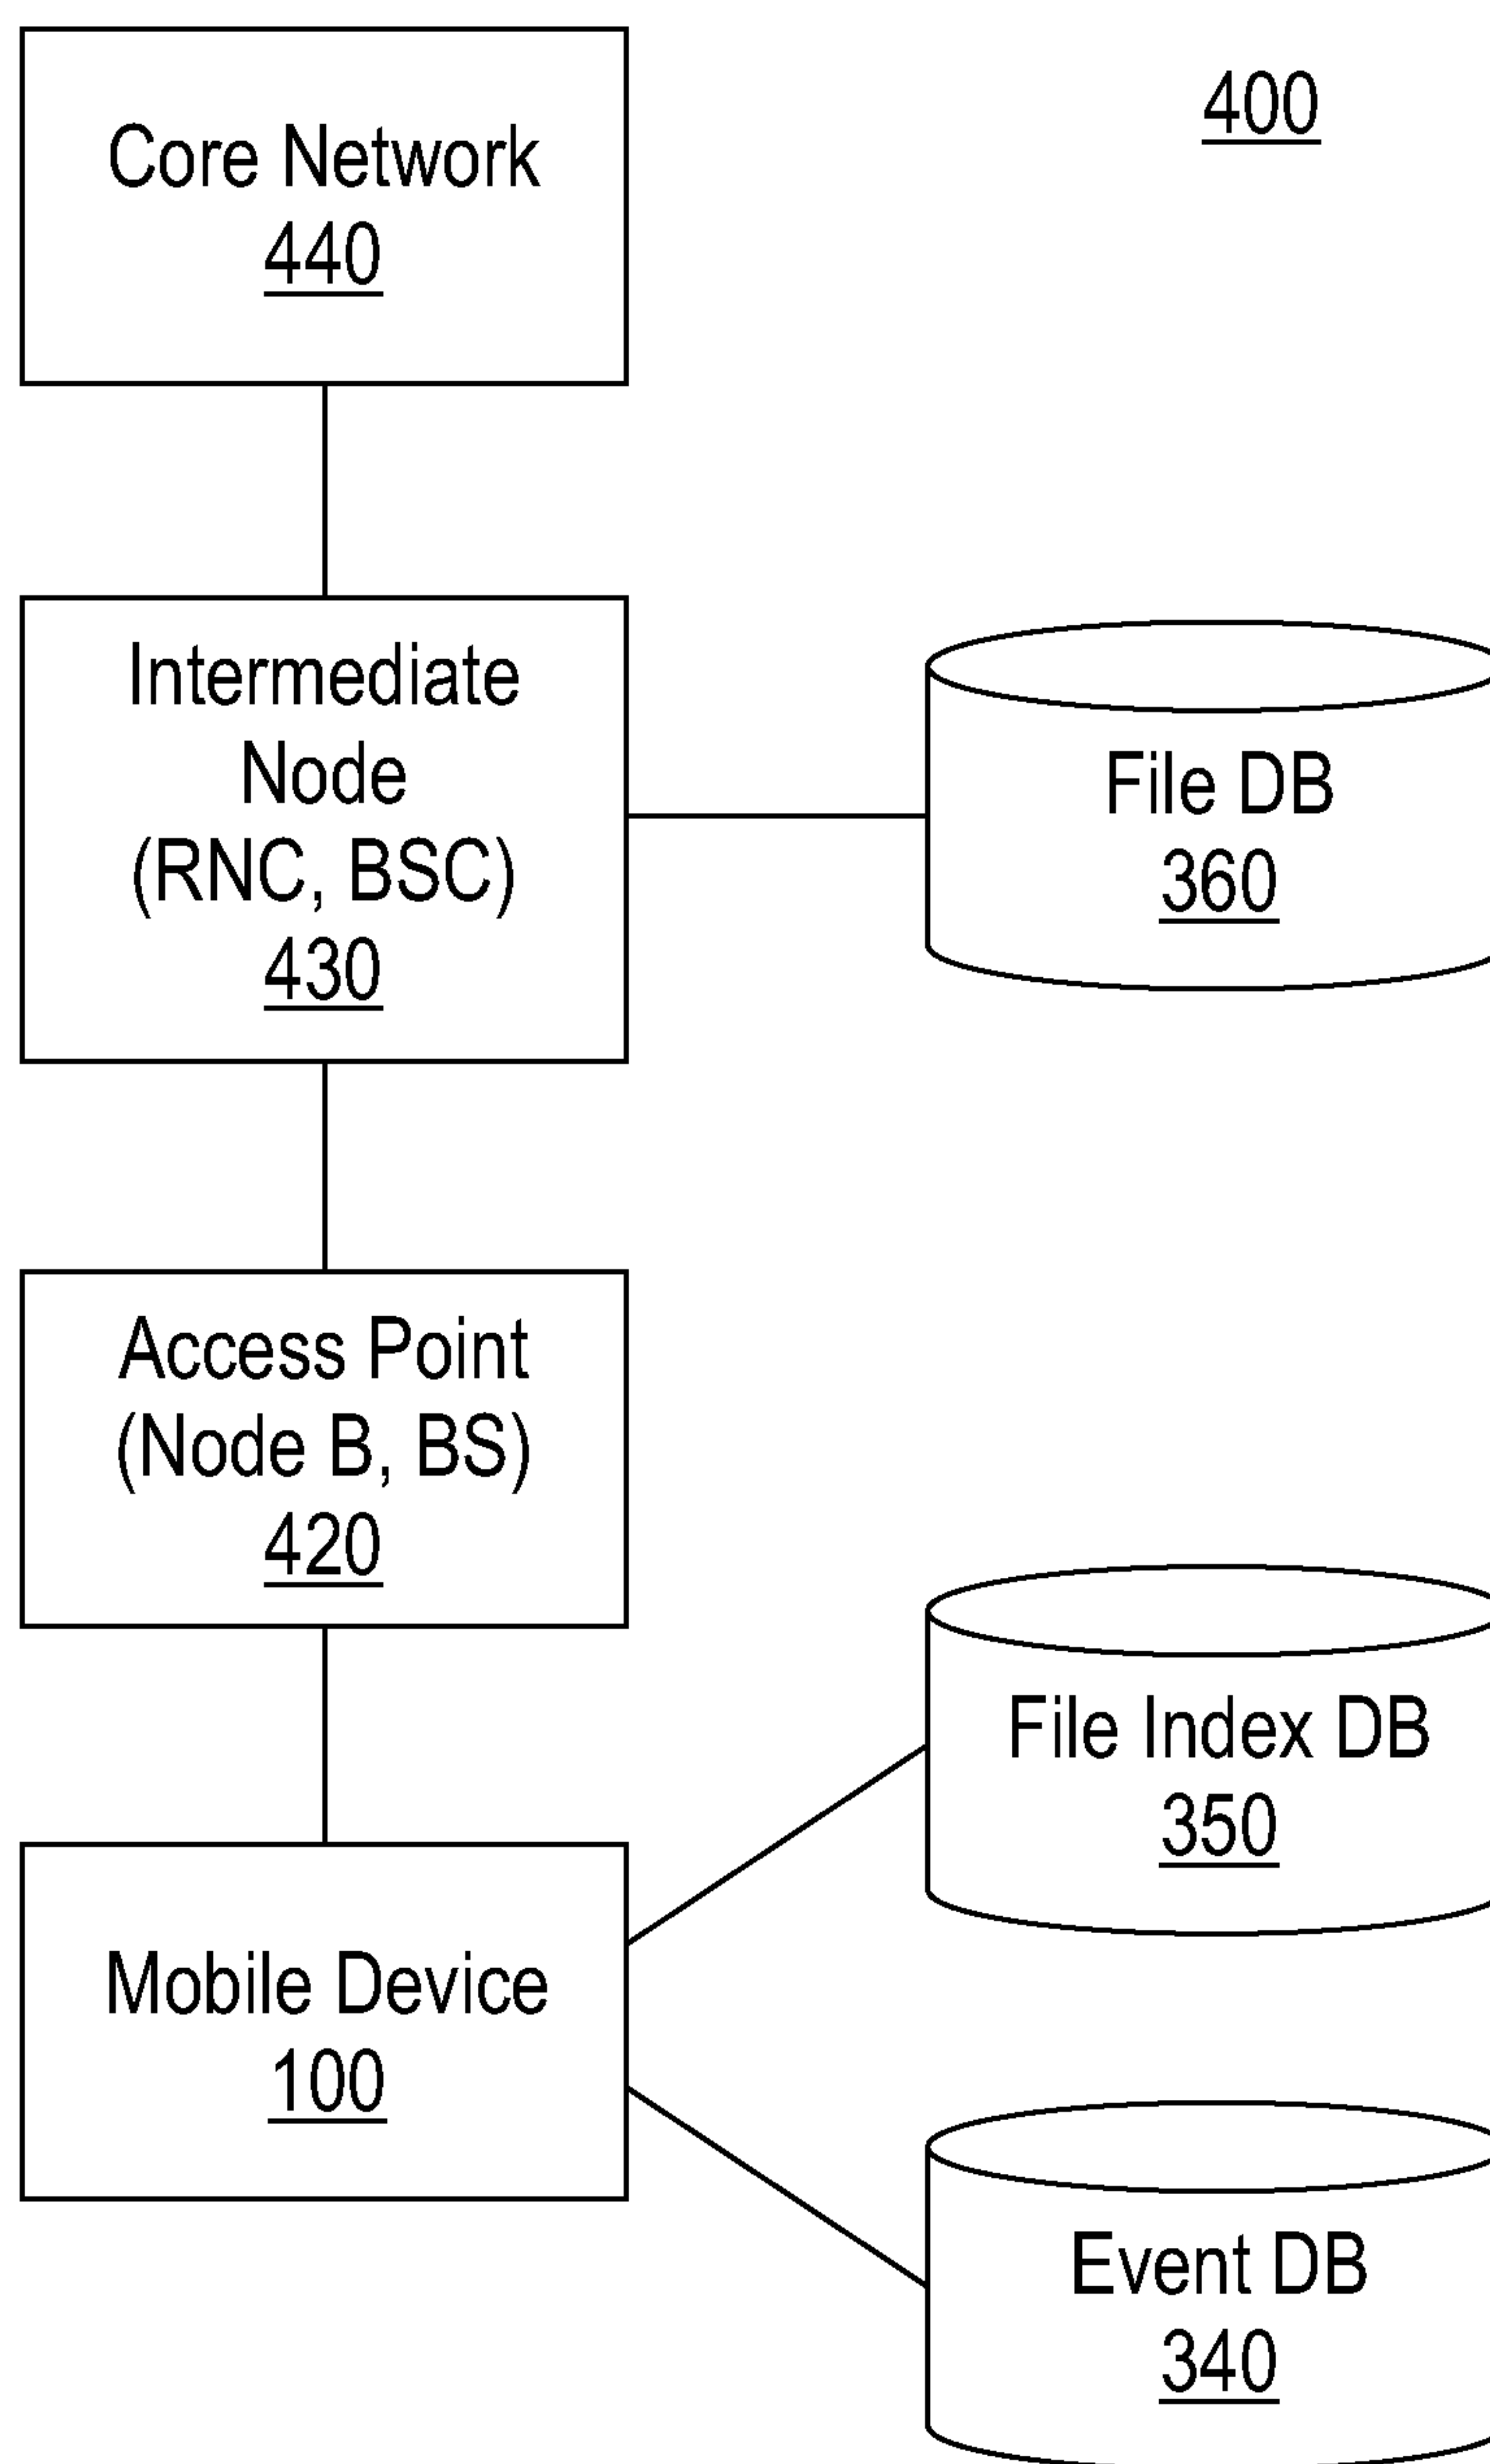 Core Network
440
400
Intermediate
Node
(RNC, BSC)
430
File DB
360
Access Point
(Node B, BS)
420
File Index DB
350
Mobile Device
100
Event DB
340